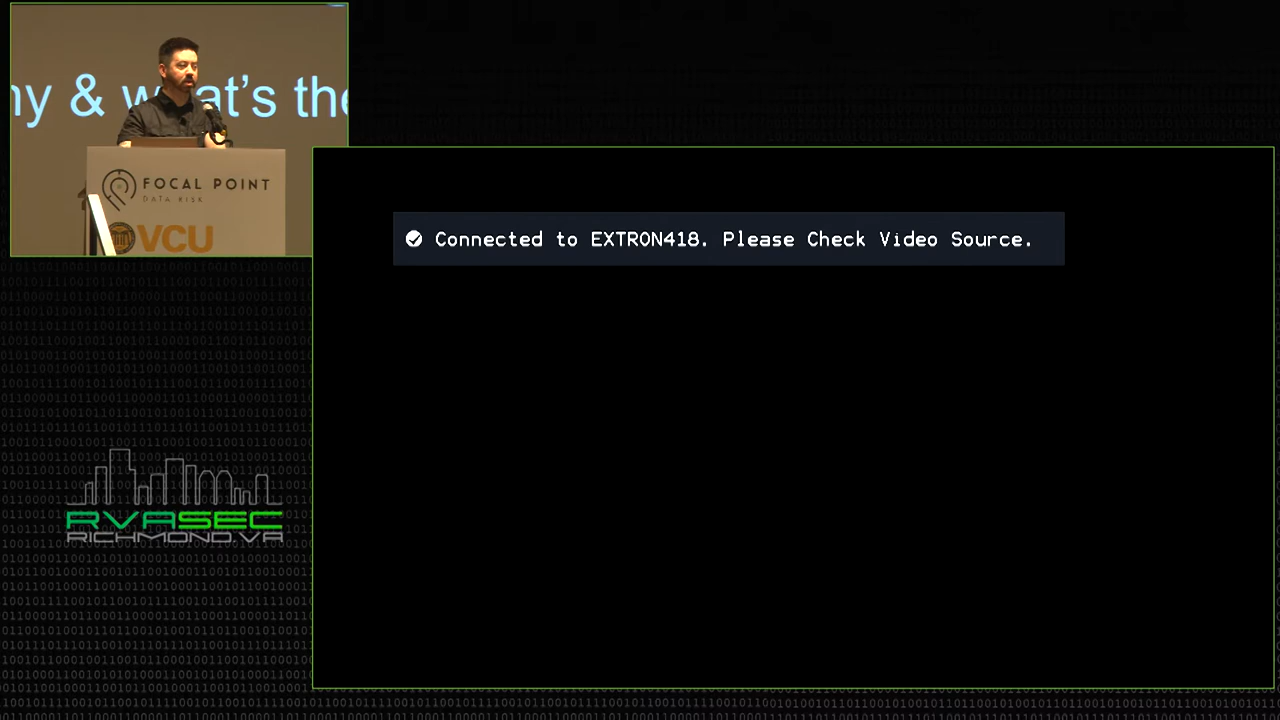 ny & what's the
FOCAL POINT
DATA RISK
VCU
Connected to EXTRON418. Please Check Video Source.
RVASEC
RICHMOND VA